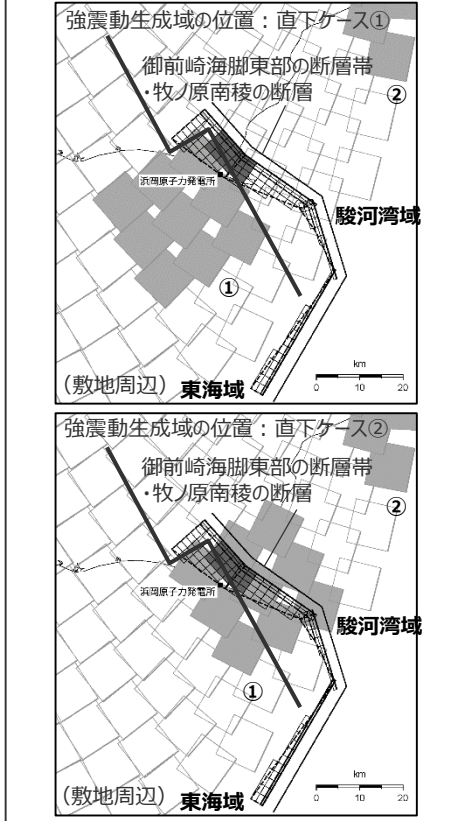 強震動生成域の位置：直下ケース①
御前崎海脚東部の断層帯
・牧ノ原南稜の断層
②
浜岡原子力発電所
駿河湾域
①
km
0 10 20
（敷地周辺）
東海域
強震動生成域の位置：直下ケース②
御前崎海脚東部の断層帯
・牧ノ原南稜の断層
②
浜岡原子力発電所
駿河湾域
①
km
0 10 20
（敷地周辺）
東海域